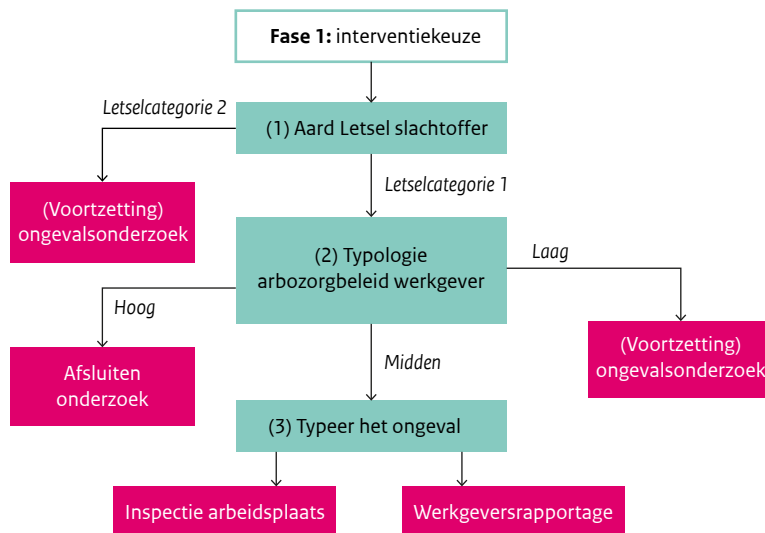 Fase 1: interventiekeuze
Letselcategorie 2
(1) Aard Letsel slachtoffer
Letselcategorie 1
(Voortzetting)
ongevalsonderzoek
(2) Typologie
arbozorgbeleid werkgever
Laag
Hoog
(Voortzetting)
ongevalsonderzoek
Afsluiten
onderzoek
Midden
(3) Typeer het ongeval
Inspectie arbeidsplaats
Werkgeversrapportage